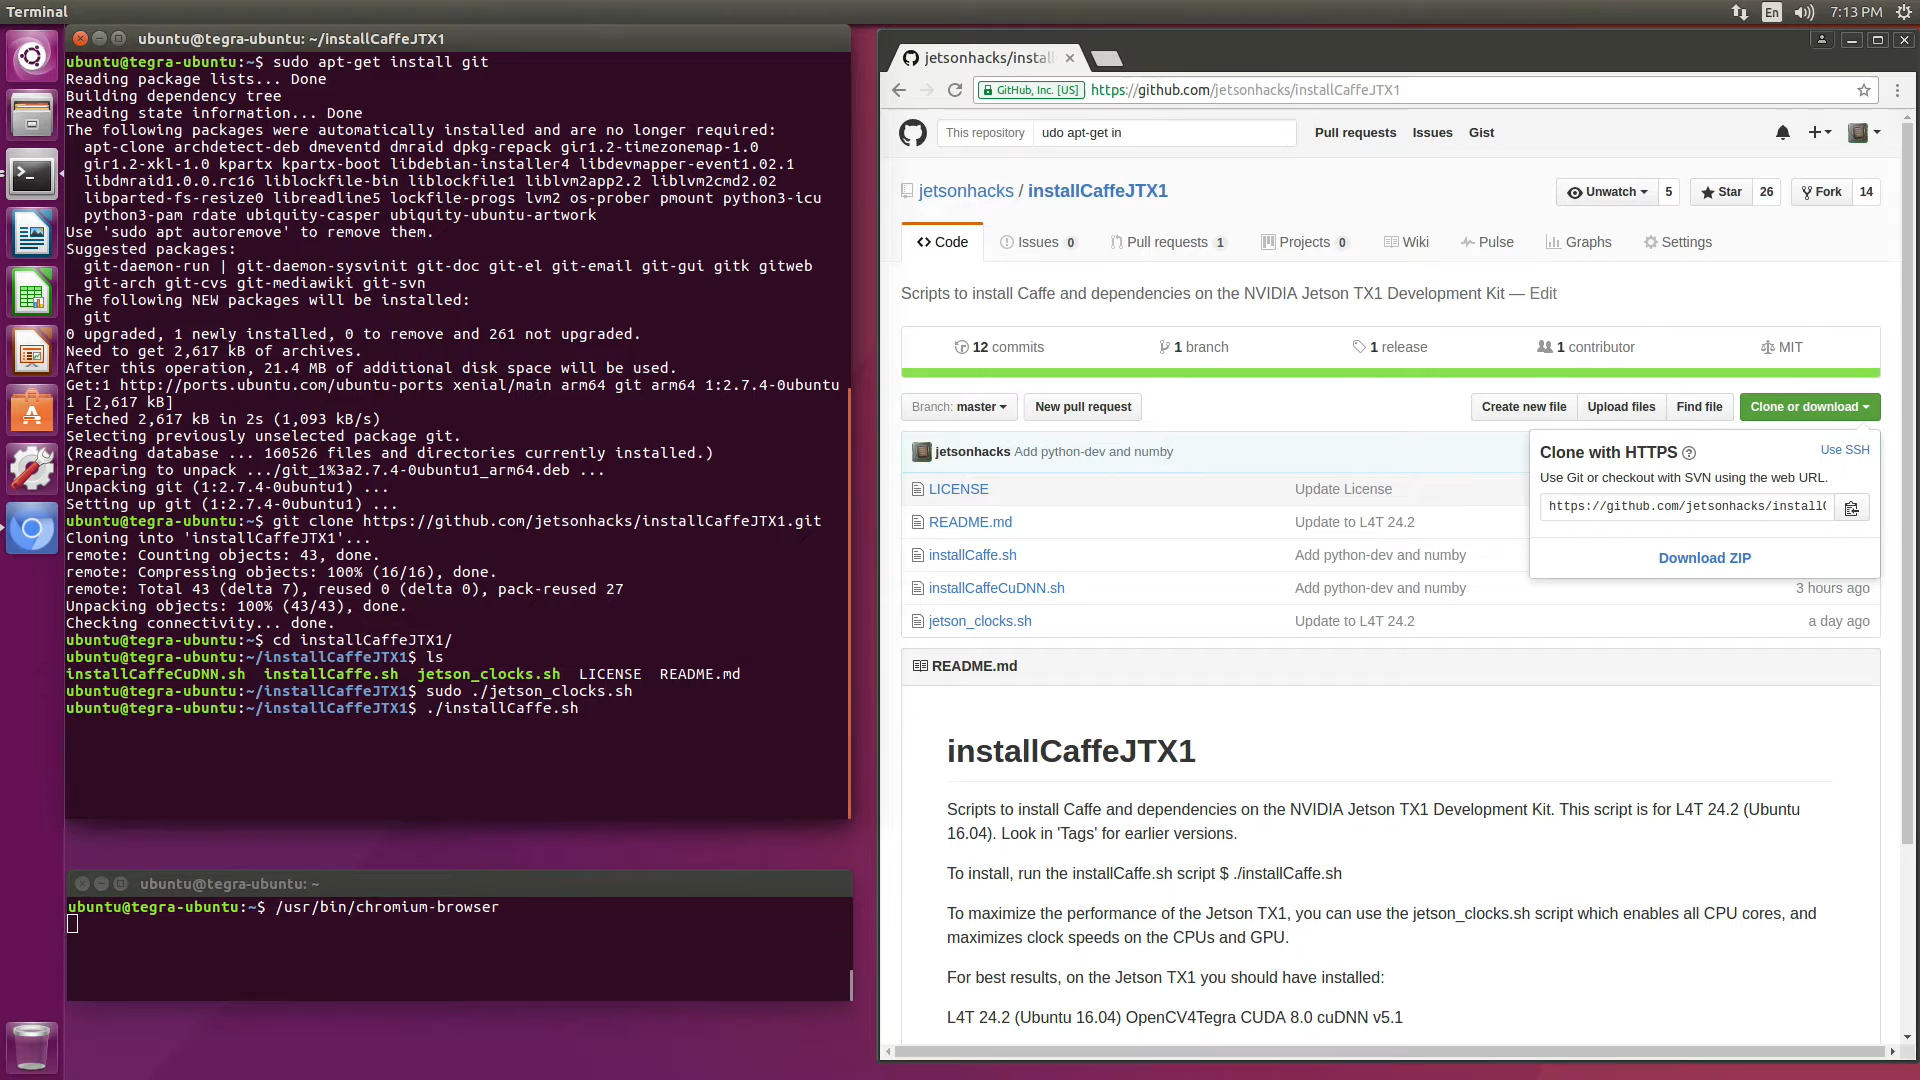 Terminal
En
7:13 PM
ubuntu@tegra-ubuntu: ~/installCaffeJTX1
ubuntu@tegra-ubuntu:~$ sudo apt-get install git
Reading package lists... Done
Building dependency tree
Reading state information... Done
The following packages were automatically installed and are no longer required:
  apt-clone archdetect-deb dmeventd dmraid dpkg-repack gir1.2-timezonemap-1.0
  gir1.2-xkl-1.0 kpartx kpartx-boot libdebian-installer4 libdevmapper-event1.02.1
  libdmraid1.0.0.rc16 liblockfile-bin liblockfile1 liblvm2app2.2 liblvm2cmd2.02
  libparted-fs-resize0 libreadline5 lockfile-progs lvm2 os-prober pmount python3-icu
  python3-pam rdate ubiquity-casper ubiquity-ubuntu-artwork
Use 'sudo apt autoremove' to remove them.
Suggested packages:
  git-daemon-run | git-daemon-sysvinit git-doc git-el git-email git-gui gitk gitweb
  git-arch git-cvs git-mediawiki git-svn
The following NEW packages will be installed:
  git
0 upgraded, 1 newly installed, 0 to remove and 261 not upgraded.
Need to get 2,617 kB of archives.
After this operation, 21.4 MB of additional disk space will be used.
Get:1 http://ports.ubuntu.com/ubuntu-ports xenial/main arm64 git arm64 1:2.7.4-0ubuntu
1 [2,617 kB]
Fetched 2,617 kB in 2s (1,093 kB/s)
Selecting previously unselected package git.
(Reading database ... 160526 files and directories currently installed.)
Preparing to unpack .../git_1%3a2.7.4-0ubuntu1_arm64.deb ...
Unpacking git (1:2.7.4-0ubuntu1) ...
Setting up git (1:2.7.4-0ubuntu1) ...
ubuntu@tegra-ubuntu:~$ git clone https://github.com/jetsonhacks/installCaffeJTX1.git
Cloning into 'installCaffeJTX1'...
remote: Counting objects: 43, done.
remote: Compressing objects: 100% (16/16), done.
remote: Total 43 (delta 7), reused 0 (delta 0), pack-reused 27
Unpacking objects: 100% (43/43), done.
Checking connectivity... done.
ubuntu@tegra-ubuntu:~$ cd installCaffeJTX1/
ubuntu@tegra-ubuntu:~/installCaffeJTX1$ ls
installCaffeCuDNN.sh  installCaffe.sh  jetson_clocks.sh  LICENSE  README.md
ubuntu@tegra-ubuntu:~/installCaffeJTX1$ sudo ./jetson_clocks.sh
ubuntu@tegra-ubuntu:~/installCaffeJTX1$ ./installCaffe.sh
ubuntu@tegra-ubuntu: ~
ubuntu@tegra-ubuntu:~$ /usr/bin/chromium-browser
jetsonhacks/instal
GitHub, Inc. [US] https://github.com/jetsonhacks/installCaffeJTX1
This repository udo apt-get in Pull requests Issues Gist
jetsonhacks / installCaffeJTX1 Unwatch 5 Star 26 Fork 14
Code Issues 0 Pull requests 1 Projects 0 Wiki Pulse Graphs Settings
Scripts to install Caffe and dependencies on the NVIDIA Jetson TX1 Development Kit — Edit
12 commits 1 branch 1 release 1 contributor MIT
Branch: master New pull request Create new file Upload files Find file Clone or download
jetsonhacks Add python-dev and numby
Clone with HTTPS Use SSH
Use Git or checkout with SVN using the web URL.
https://github.com/jetsonhacks/install
Download ZIP
LICENSE Update License
README.md Update to L4T 24.2
installCaffe.sh Add python-dev and numby
installCaffeCuDNN.sh Add python-dev and numby 3 hours ago
jetson_clocks.sh Update to L4T 24.2 a day ago
README.md
installCaffeJTX1
Scripts to install Caffe and dependencies on the NVIDIA Jetson TX1 Development Kit. This script is for L4T 24.2 (Ubuntu
16.04). Look in 'Tags' for earlier versions.
To install, run the installCaffe.sh script $ ./installCaffe.sh
To maximize the performance of the Jetson TX1, you can use the jetson_clocks.sh script which enables all CPU cores, and
maximizes clock speeds on the CPUs and GPU.
For best results, on the Jetson TX1 you should have installed:
L4T 24.2 (Ubuntu 16.04) OpenCV4Tegra CUDA 8.0 cuDNN v5.1